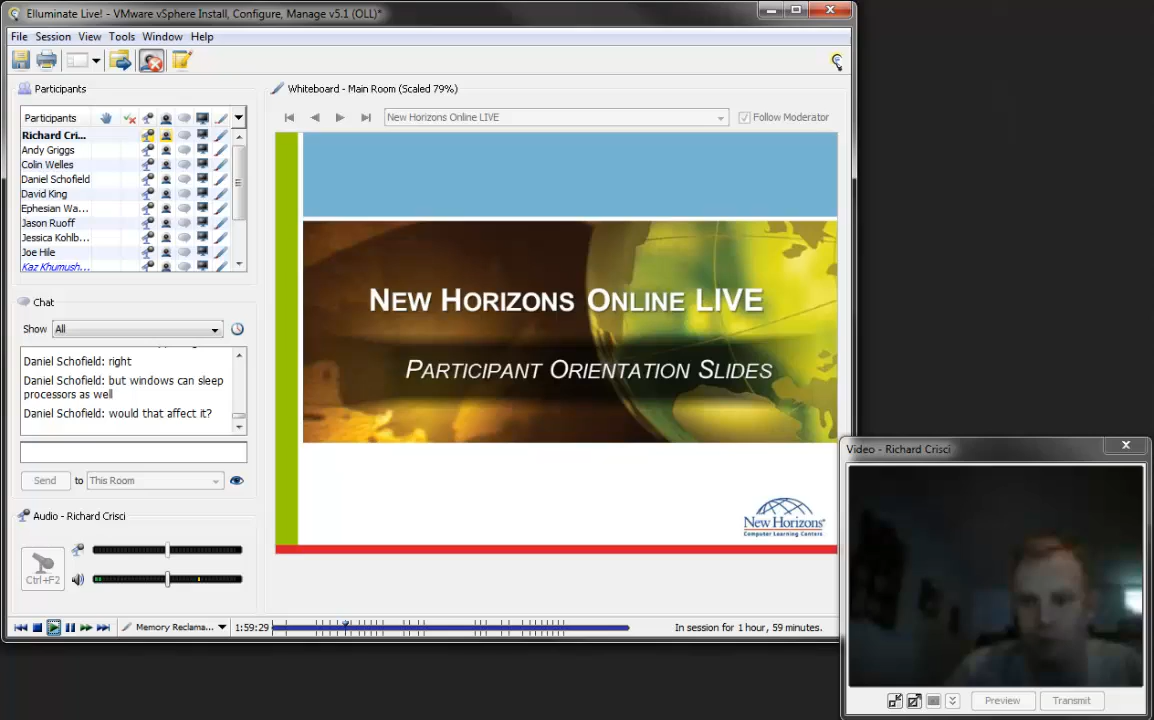 Elluminate Live! - VMware vSphere Install, Configure, Manage v5.1 (OLL)*
File Session View Tools Window Help
Participants
Participants
Richard Cri...
Andy Griggs
Colin Welles
Daniel Schofield
David King
Ephesian Wa...
Jason Ruoff
Jessica Kohlb...
Joe Hile
Kaz Khumush...
Chat
Show All
Daniel Schofield: right
Daniel Schofield: but windows can sleep
processors as well
Daniel Schofield: would that affect it?
Send to This Room
Audio - Richard Crisci
Ctrl+F2
Memory Reclama... 1:59:29
In session for 1 hour, 59 minutes.
Whiteboard - Main Room (Scaled 79%)
New Horizons Online LIVE
Follow Moderator
NEW HORIZONS ONLINE LIVE
PARTICIPANT ORIENTATION SLIDES
New Horizons®
Computer Learning Centers
Video - Richard Crisci
Preview Transmit